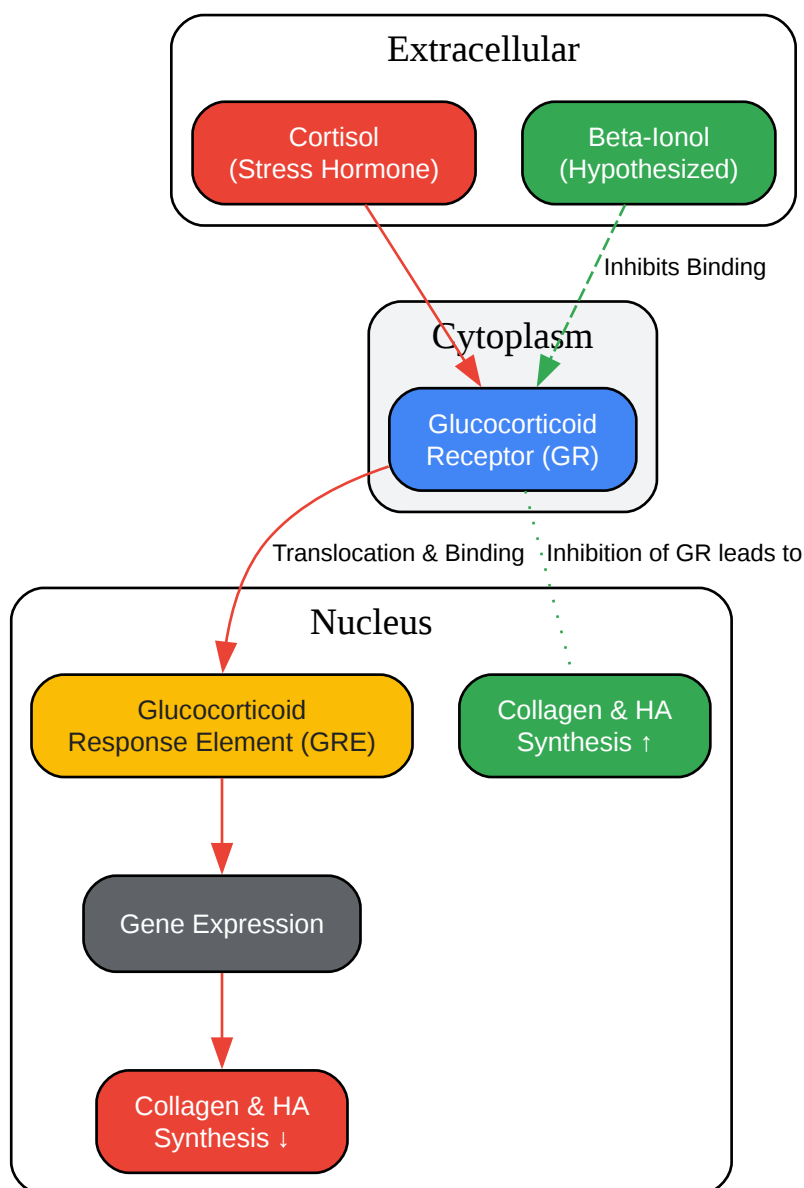 Extracellular
Cortisol
(Stress Hormone)
Beta-Ionol
(Hypothesized)
Inhibits Binding
Cytoplasm
Glucocorticoid
Receptor (GR)
Translocation & Binding
Inhibition of GR leads to
Nucleus
Glucocorticoid
Response Element (GRE)
Collagen & HA
Synthesis ↑
Gene Expression
Collagen & HA
Synthesis ↓